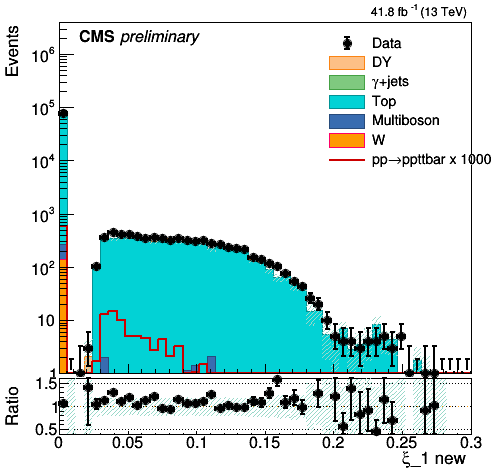 41.8 fb⁻¹ (13 TeV)
CMS preliminary
Events
10⁶
10⁵
10⁴
10³
10²
10
1
Data
DY
γ+jets
Top
Multiboson
W
pp→ppttbar x 1000
Ratio
1.5
1
0.5
0 0.05 0.1 0.15 0.2 0.25 0.3
ξ_1 new